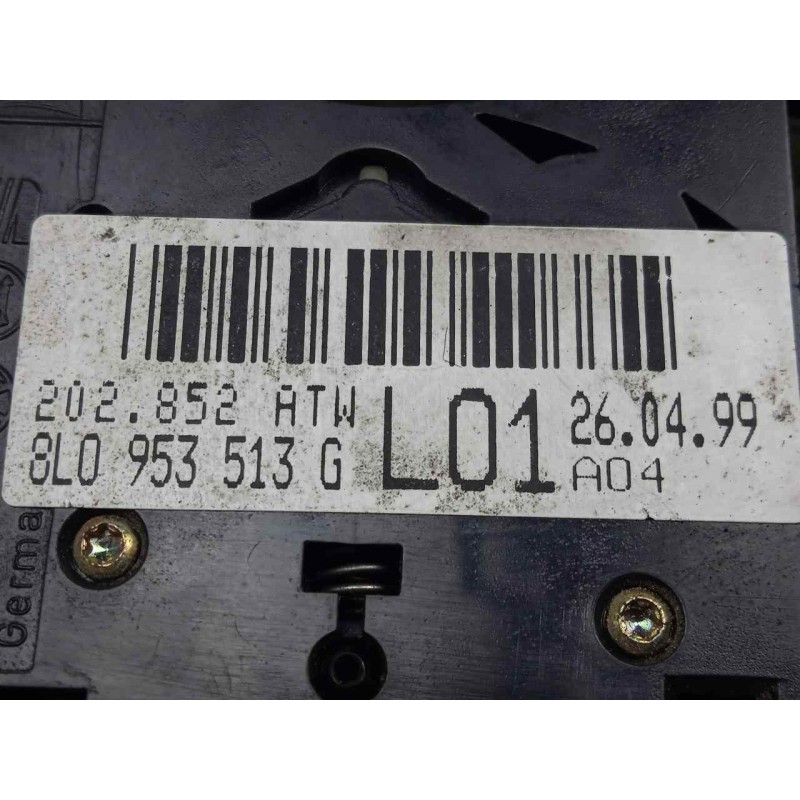 202.852 ATW
8L0 953 513 G
L01
26.04.99
A04
Germa